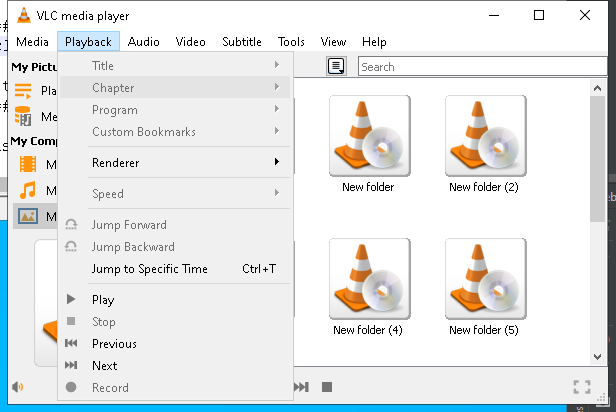 VLC media player
Media Playback Audio Video Subtitle Tools View Help
My Pictu
Search
Title
Chapter
Program
Custom Bookmarks
Renderer
Speed
Jump Forward
Jump Backward
Jump to Specific Time Ctrl+T
Play
Stop
Previous
Next
Record
Pla
Me
My Comp
M
M
M
New folder
New folder (2)
New folder (4)
New folder (5)